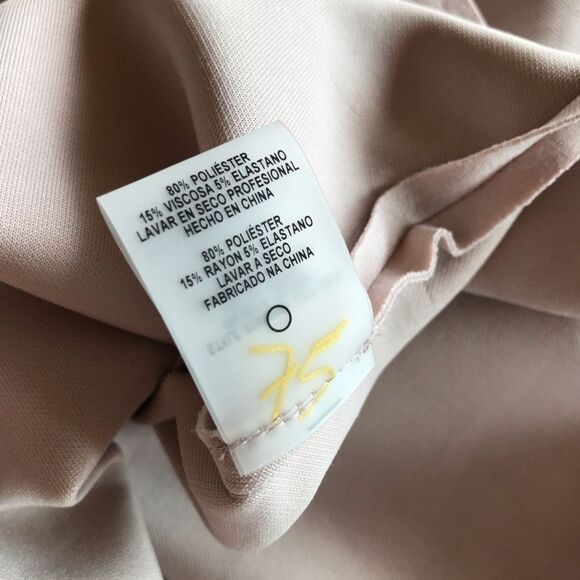 80% POLIÉSTER
15% VISCOSA 5% ELASTANO
LAVAR EN SECO PROFESIONAL
HECHO EN CHINA
80% POLIÉSTER
15% RAYON 5% ELASTANO
LAVAR A SECO
FABRICADO NA CHINA
75